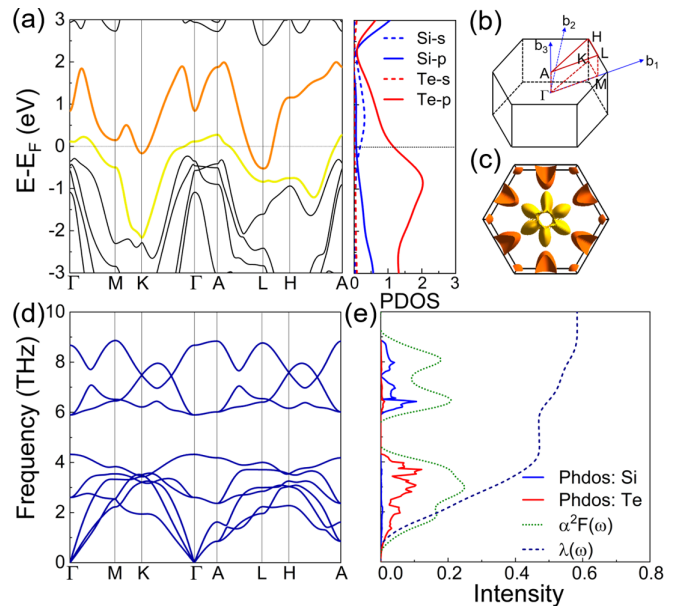 (a)
E-E_F (eV)
3
2
1
0
-1
-2
-3
Γ M K Γ A L H A
Si-s
Si-p
Te-s
Te-p
0 1 2 3
PDOS
(b)
b₂
b₃
b₁
H
L
K
A
Γ
M
(c)
(d)
Frequency (THz)
10
8
6
4
2
0
Γ M K Γ A L H A
(e)
Phdos: Si
Phdos: Te
α²F(ω)
λ(ω)
0.0 0.2 0.4 0.6 0.8
Intensity